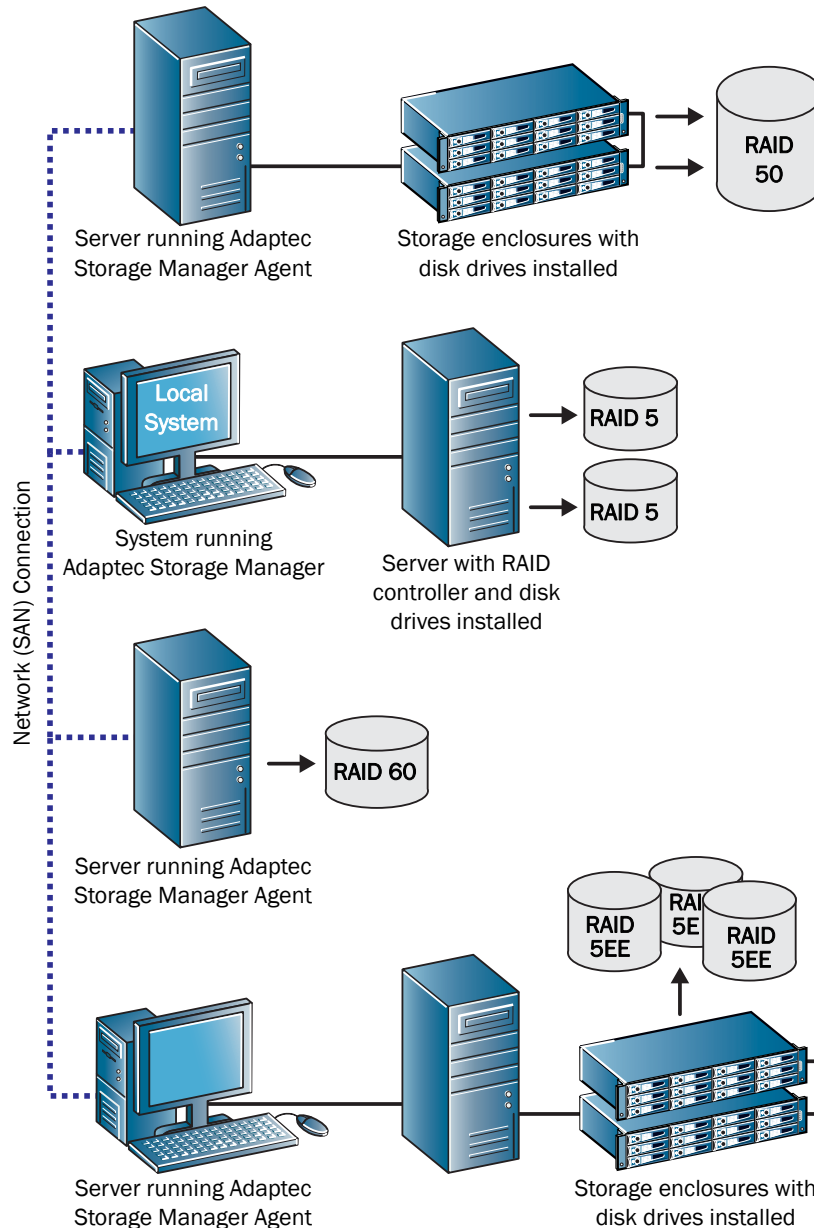 RAID
50
Server running Adaptec
Storage Manager Agent
Storage enclosures with
disk drives installed
Local
System
RAID 5
RAID 5
System running
Adaptec Storage Manager
Server with RAID
controller and disk
drives installed
Network (SAN) Connection
RAID 60
Server running Adaptec
Storage Manager Agent
RAID
5EE
RAI
5E
RAID
5EE
Server running Adaptec
Storage Manager Agent
Storage enclosures with
disk drives installed